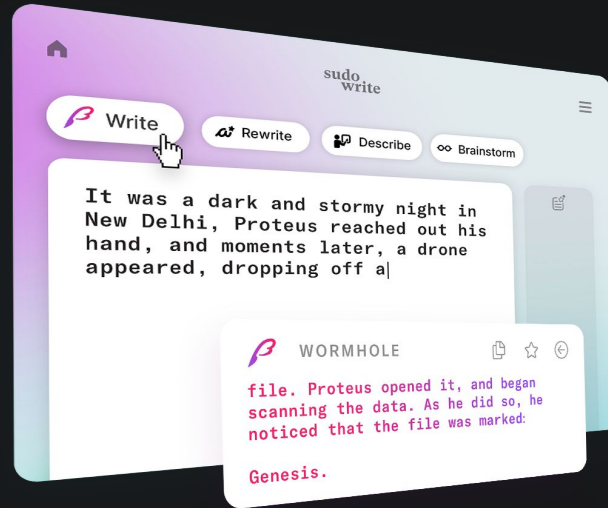 sudo
write
Write
Rewrite
Describe
Brainstorm
It was a dark and stormy night in
New Delhi, Proteus reached out his
hand, and moments later, a drone
appeared, dropping off a
WORMHOLE
file. Proteus opened it, and began
scanning the data. As he did so, he
noticed that the file was marked:
Genesis.